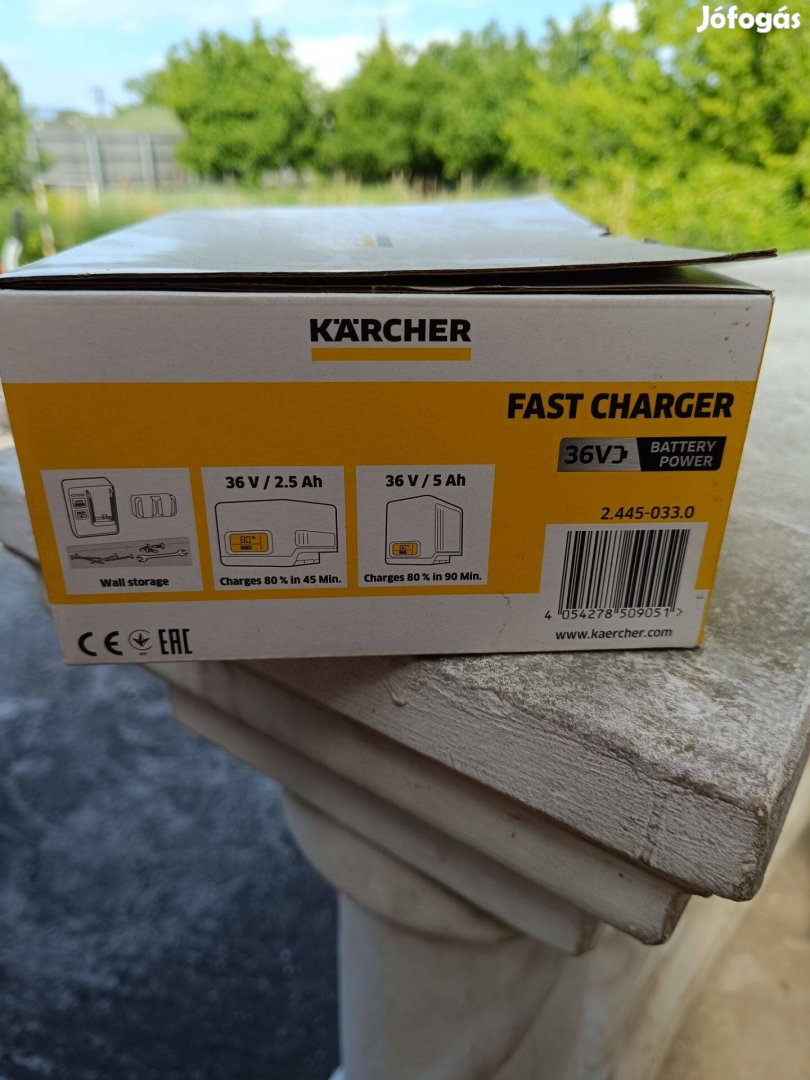 Jófogás
KÄRCHER
FAST CHARGER
36V BATTERY POWER
2.445-033.0
36 V / 2.5 Ah
36 V / 5 Ah
80%
Wall storage
Charges 80 % in 45 Min.
Charges 80 % in 90 Min.
4 054278 509051 >
www.kaercher.com
CE EAC